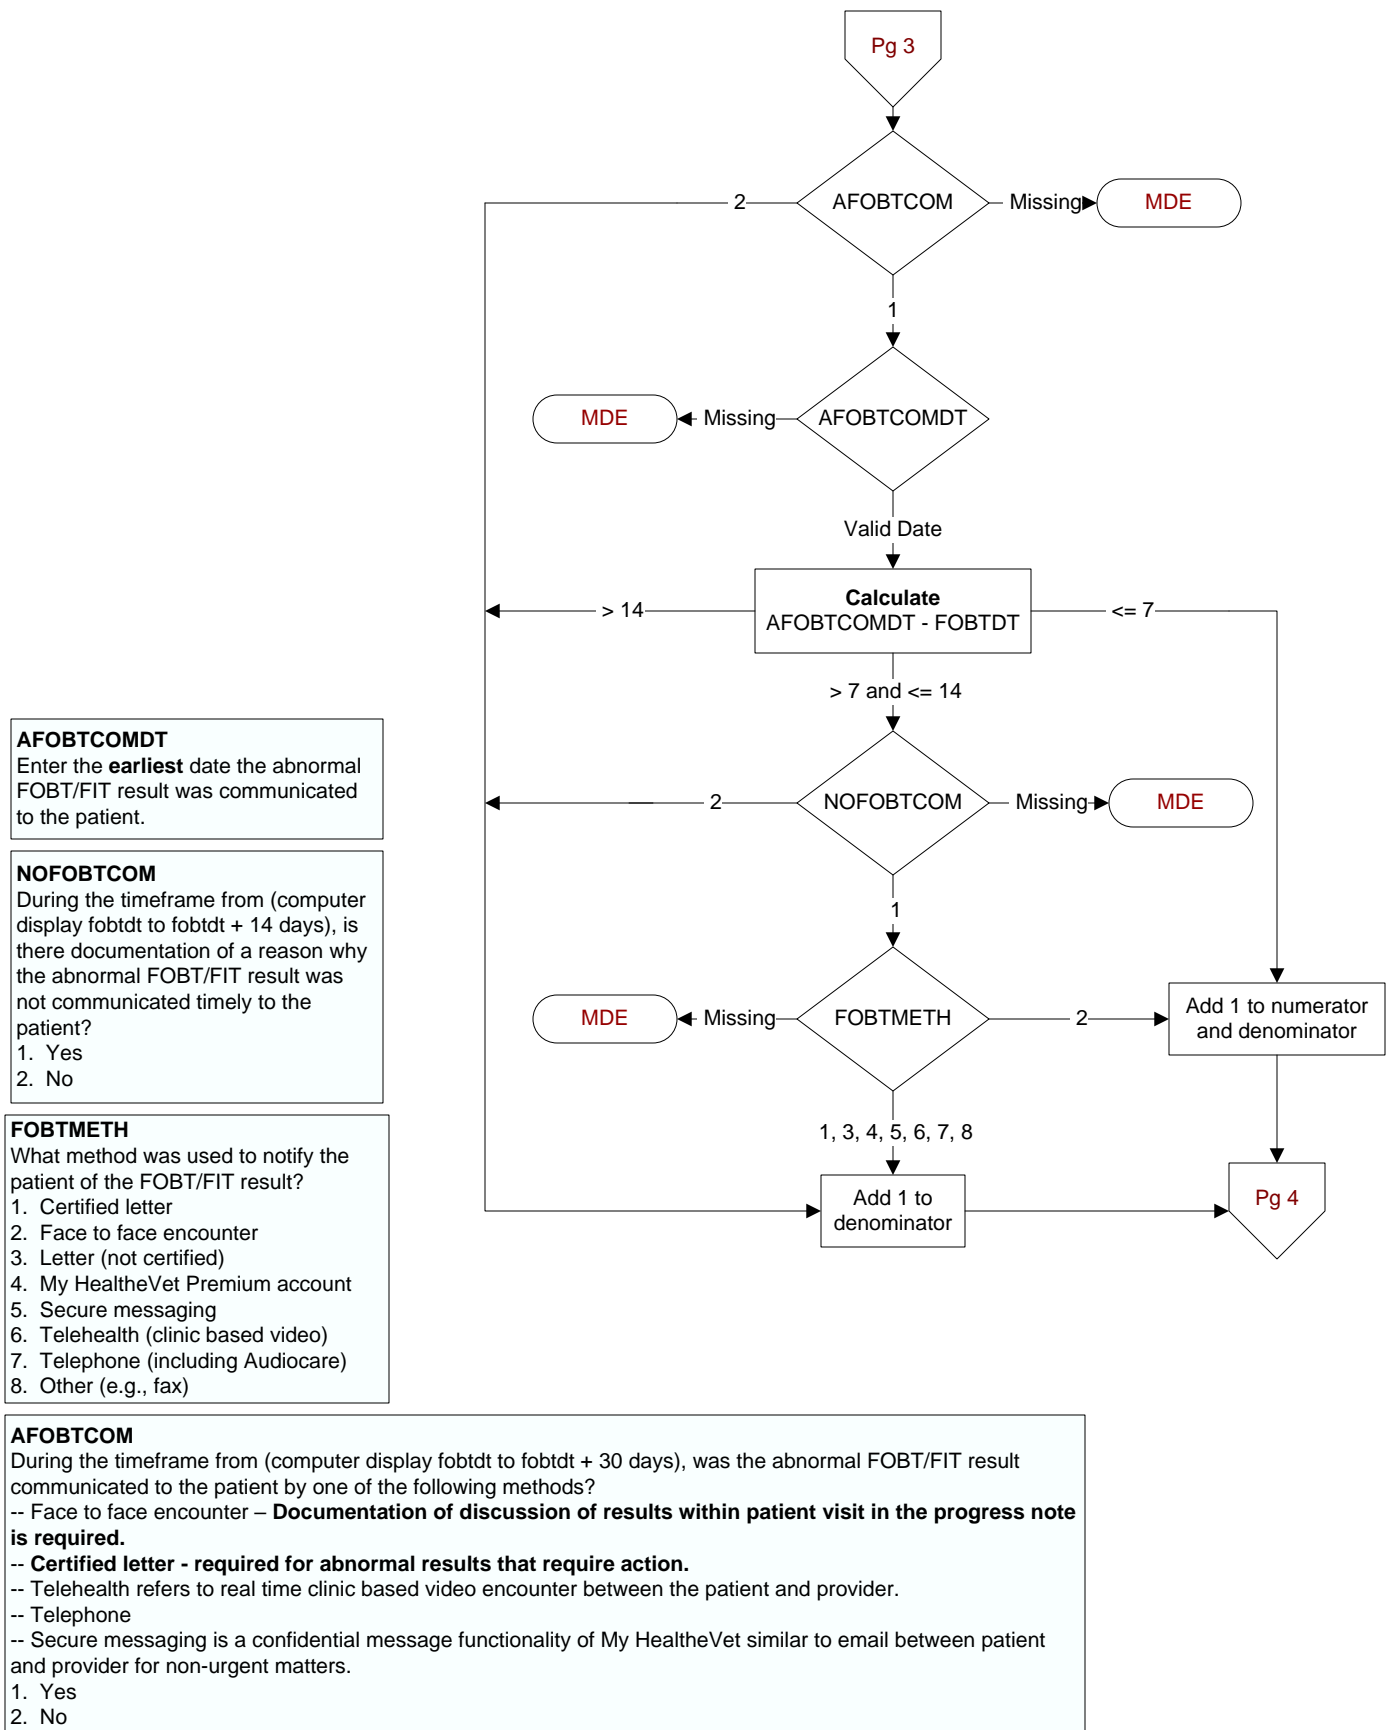 Pg 3
AFOBTCOM
2
Missing
MDE
1
AFOBTCOMDT
Missing
MDE
Valid Date
Calculate
AFOBTCOMDT - FOBTDT
> 14
<= 7
> 7 and <= 14
NOFOBTCOM
2
Missing
MDE
1
FOBTMETH
Missing
MDE
2
Add 1 to numerator
and denominator
1, 3, 4, 5, 6, 7, 8
Add 1 to
denominator
Pg 4
AFOBTCOMDT
Enter the earliest date the abnormal
FOBT/FIT result was communicated
to the patient.
NOFOBTCOM
During the timeframe from (computer
display fobtdt to fobtdt + 14 days), is
there documentation of a reason why
the abnormal FOBT/FIT result was
not communicated timely to the
patient?
1. Yes
2. No
FOBTMETH
What method was used to notify the
patient of the FOBT/FIT result?
1. Certified letter
2. Face to face encounter
3. Letter (not certified)
4. My HealtheVet Premium account
5. Secure messaging
6. Telehealth (clinic based video)
7. Telephone (including Audiocare)
8. Other (e.g., fax)
AFOBTCOM
During the timeframe from (computer display fobtdt to fobtdt + 30 days), was the abnormal FOBT/FIT result
communicated to the patient by one of the following methods?
-- Face to face encounter – Documentation of discussion of results within patient visit in the progress note
is required.
-- Certified letter - required for abnormal results that require action.
-- Telehealth refers to real time clinic based video encounter between the patient and provider.
-- Telephone
-- Secure messaging is a confidential message functionality of My HealtheVet similar to email between patient
and provider for non-urgent matters.
1. Yes
2. No